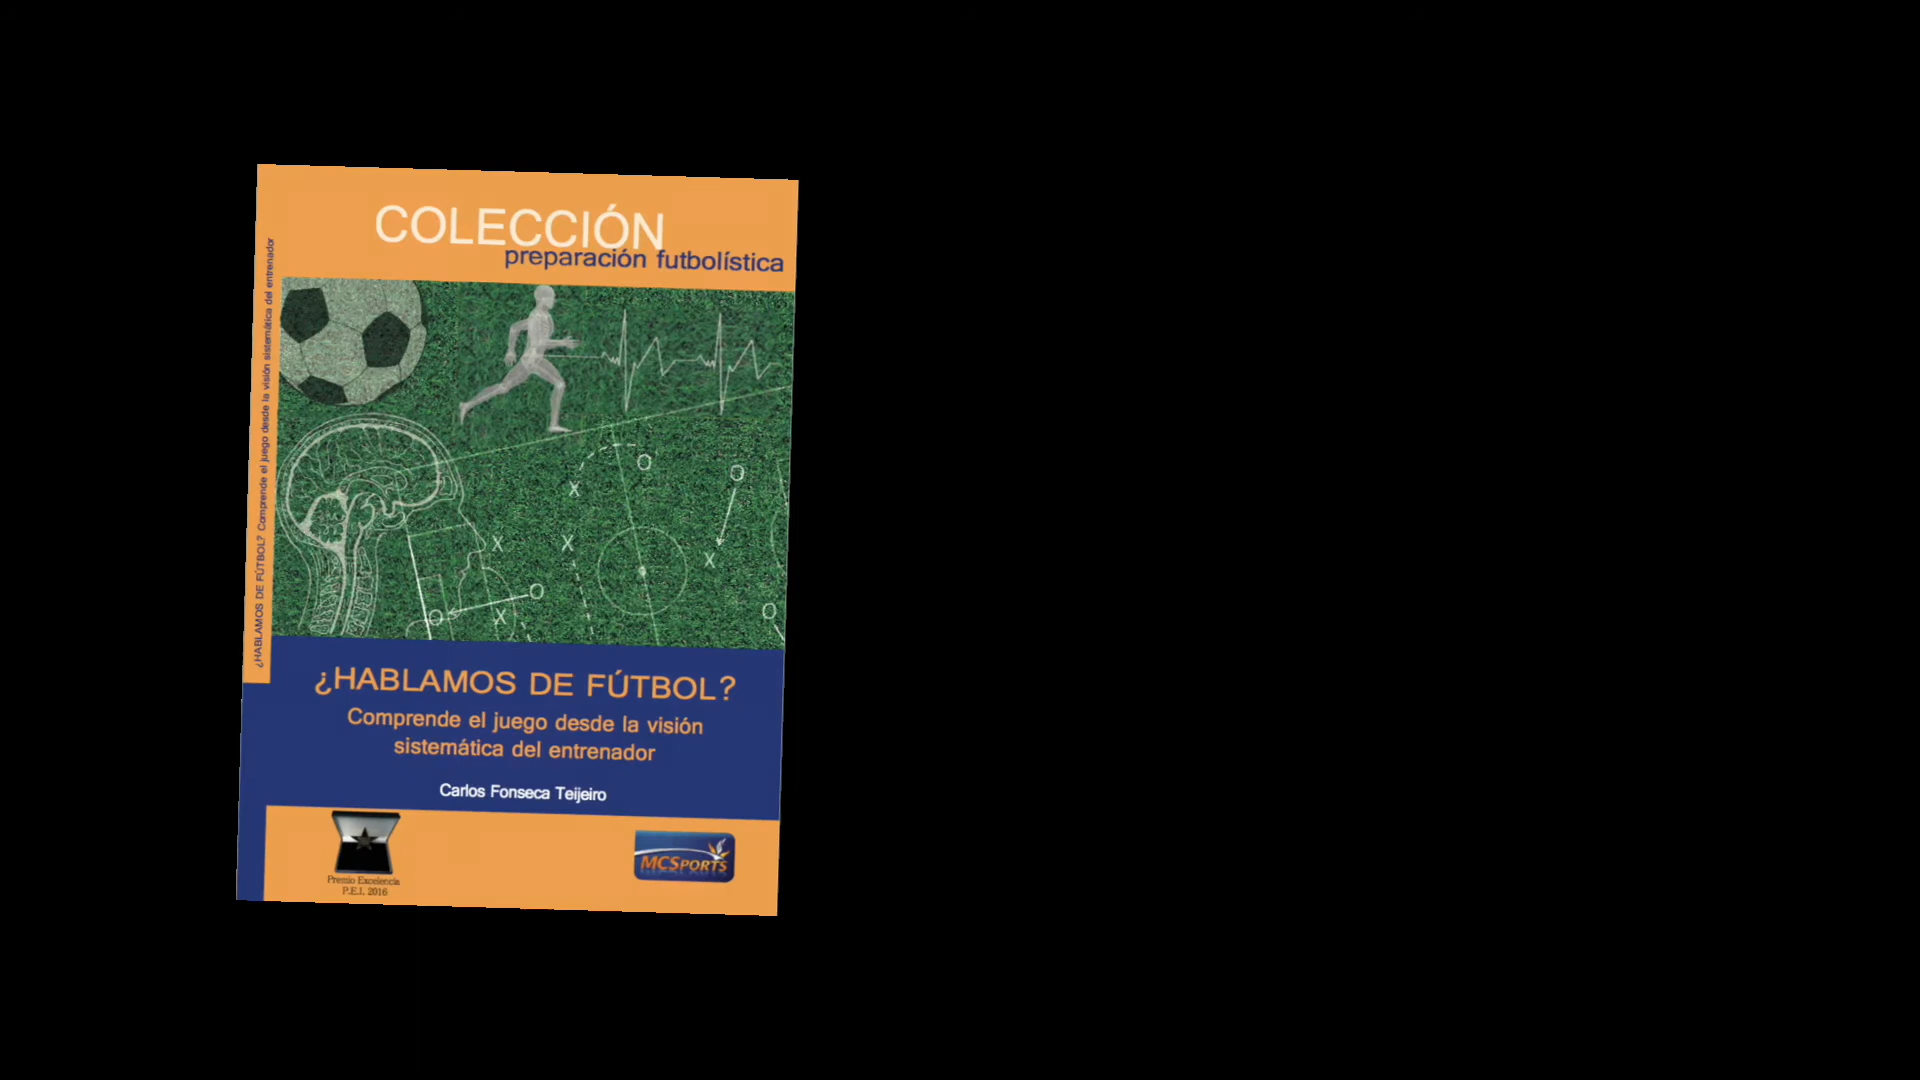 COLECCIÓN
preparación futbolística
¿HABLAMOS DE FÚTBOL? Comprende el juego desde la visión sistemática del entrenador
X
O
O
X
X
X
X
O
O
X
O
¿HABLAMOS DE FÚTBOL?
Comprende el juego desde la visión
sistemática del entrenador
Carlos Fonseca Teijeiro
Premio Excelencia
P.E.I. 2016
MCSPORTS